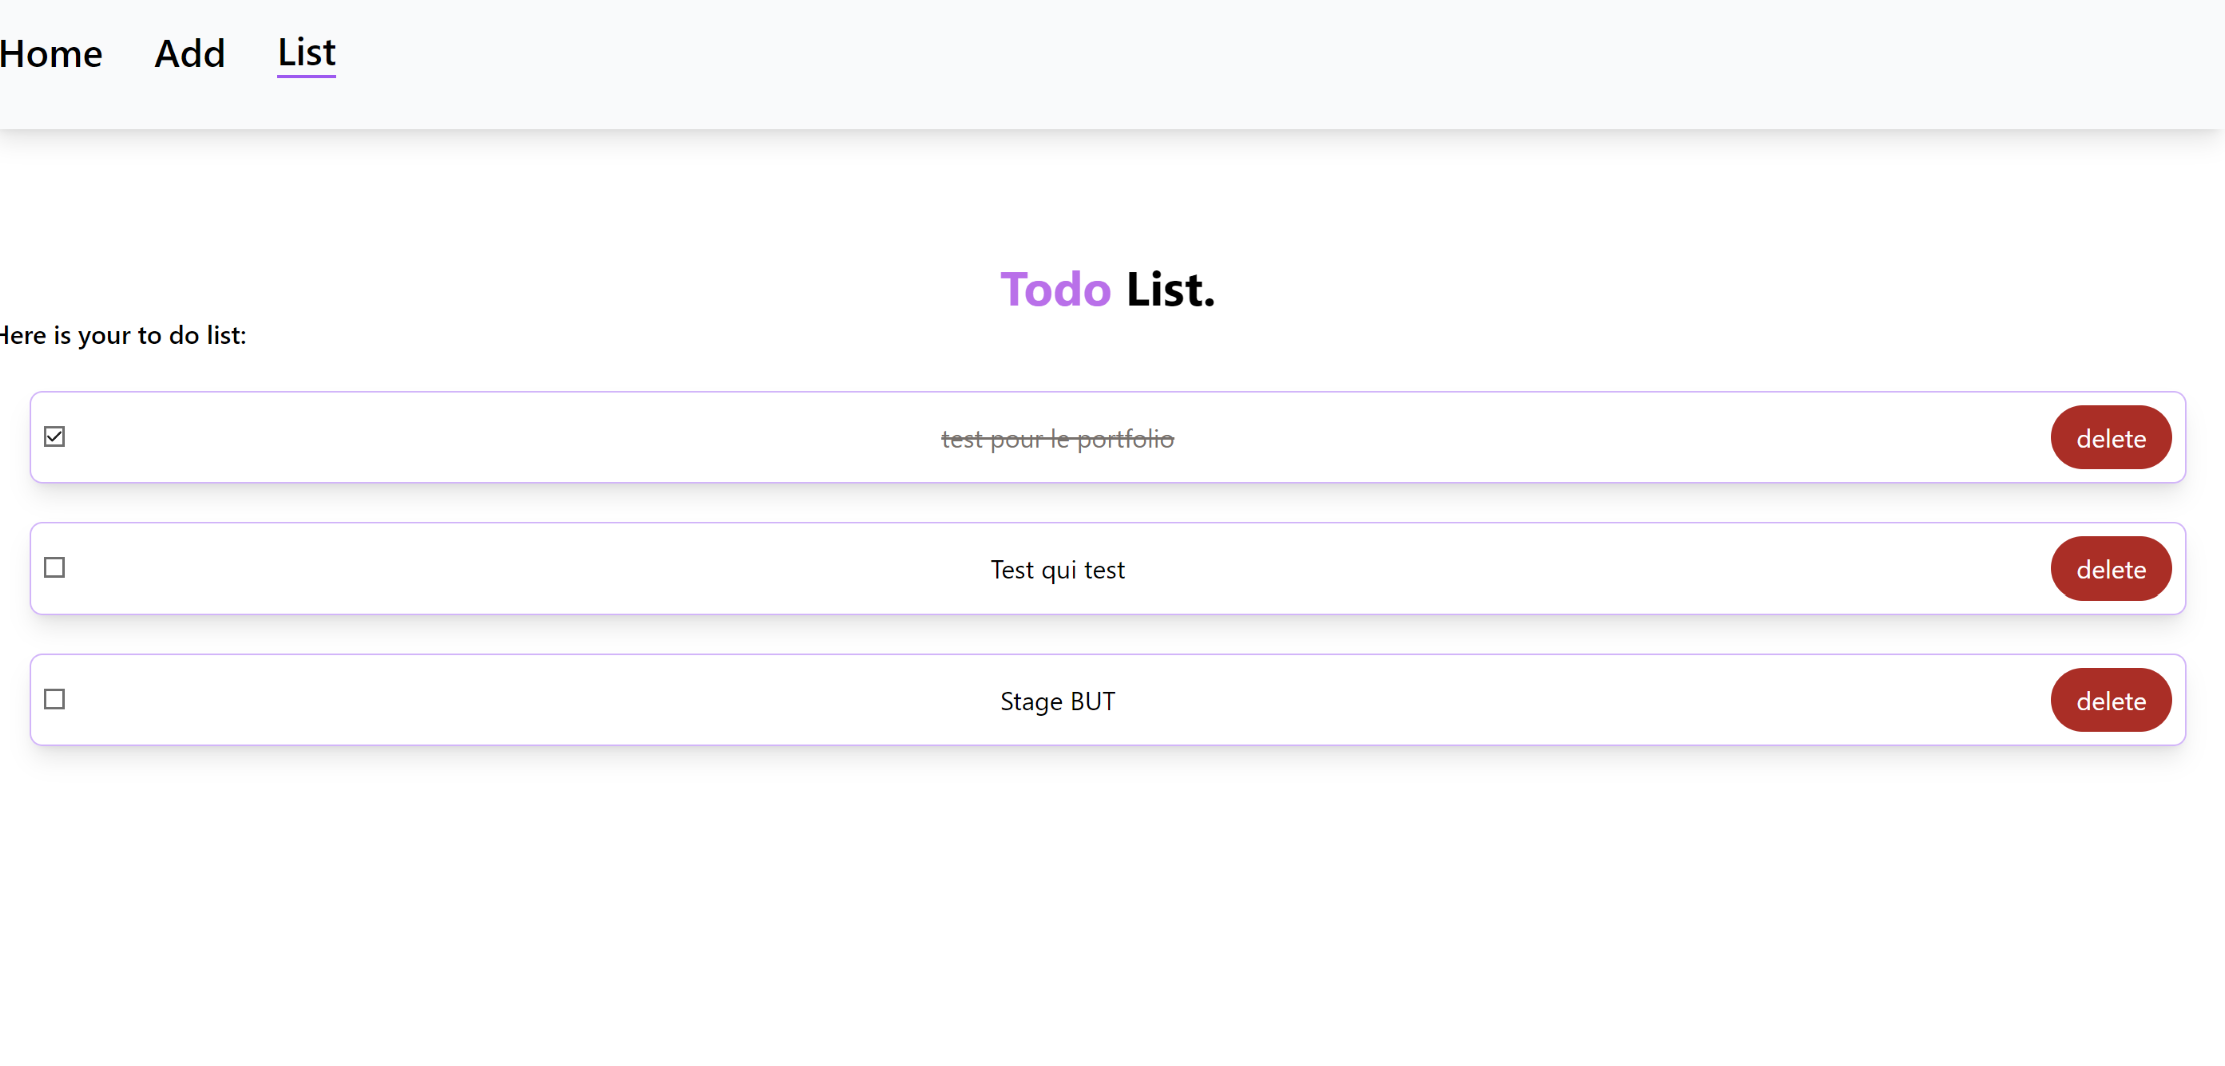 Home Add List
Todo List.
Here is your to do list:
test pour le portfolio delete
Test qui test delete
Stage BUT delete